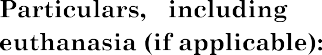 Particulars, including
euthanasia (if applicable):